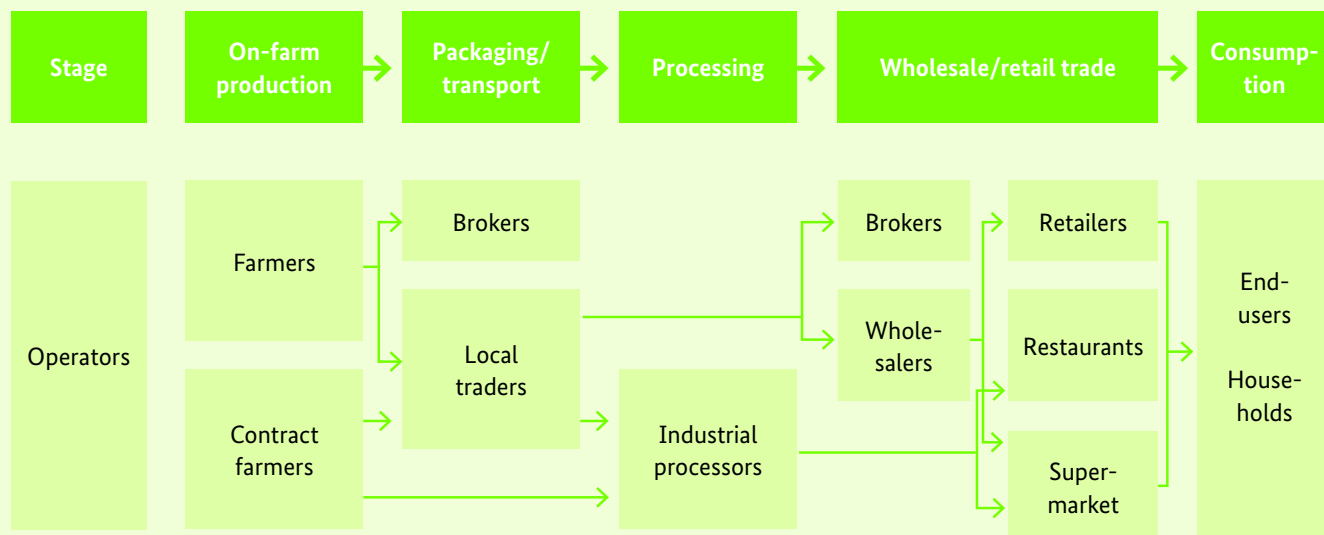 Stage
On-farm
production
Packaging/
transport
Processing
Wholesale/retail trade
Consump-
tion
Operators
Farmers
Contract
farmers
Brokers
Local
traders
Industrial
processors
Brokers
Whole-
salers
Retailers
Restaurants
Super-
market
End-
users
House-
holds